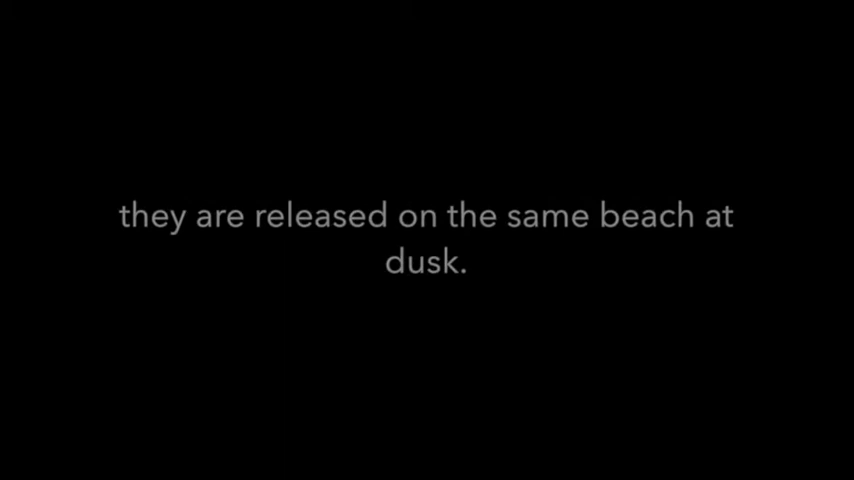 they are released on the same beach at
dusk.